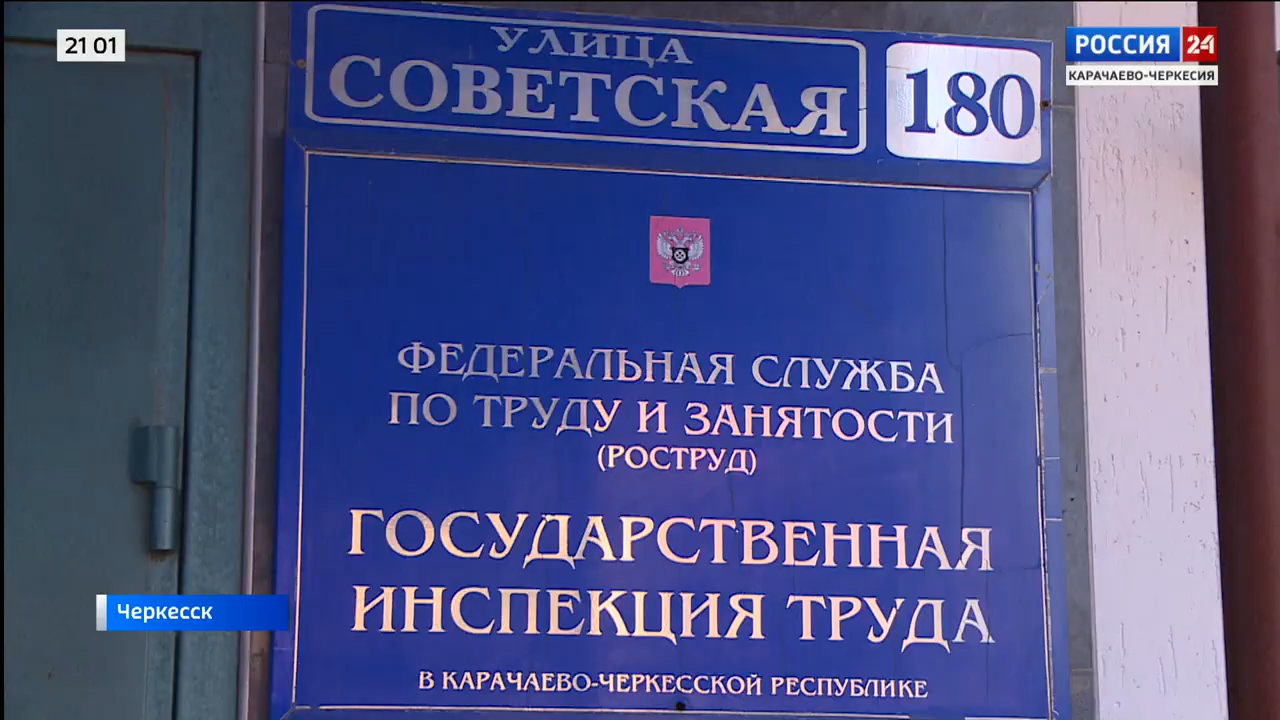 21 01
РОССИЯ 24
КАРАЧАЕВО-ЧЕРКЕСИЯ
УЛИЦА
СОВЕТСКАЯ
180
ФЕДЕРАЛЬНАЯ СЛУЖБА
ПО ТРУДУ И ЗАНЯТОСТИ
(РОСТРУД)
ГОСУДАРСТВЕННАЯ
ИНСПЕКЦИЯ ТРУДА
В КАРАЧАЕВО-ЧЕРКЕССКОЙ РЕСПУБЛИКЕ
Черкесск